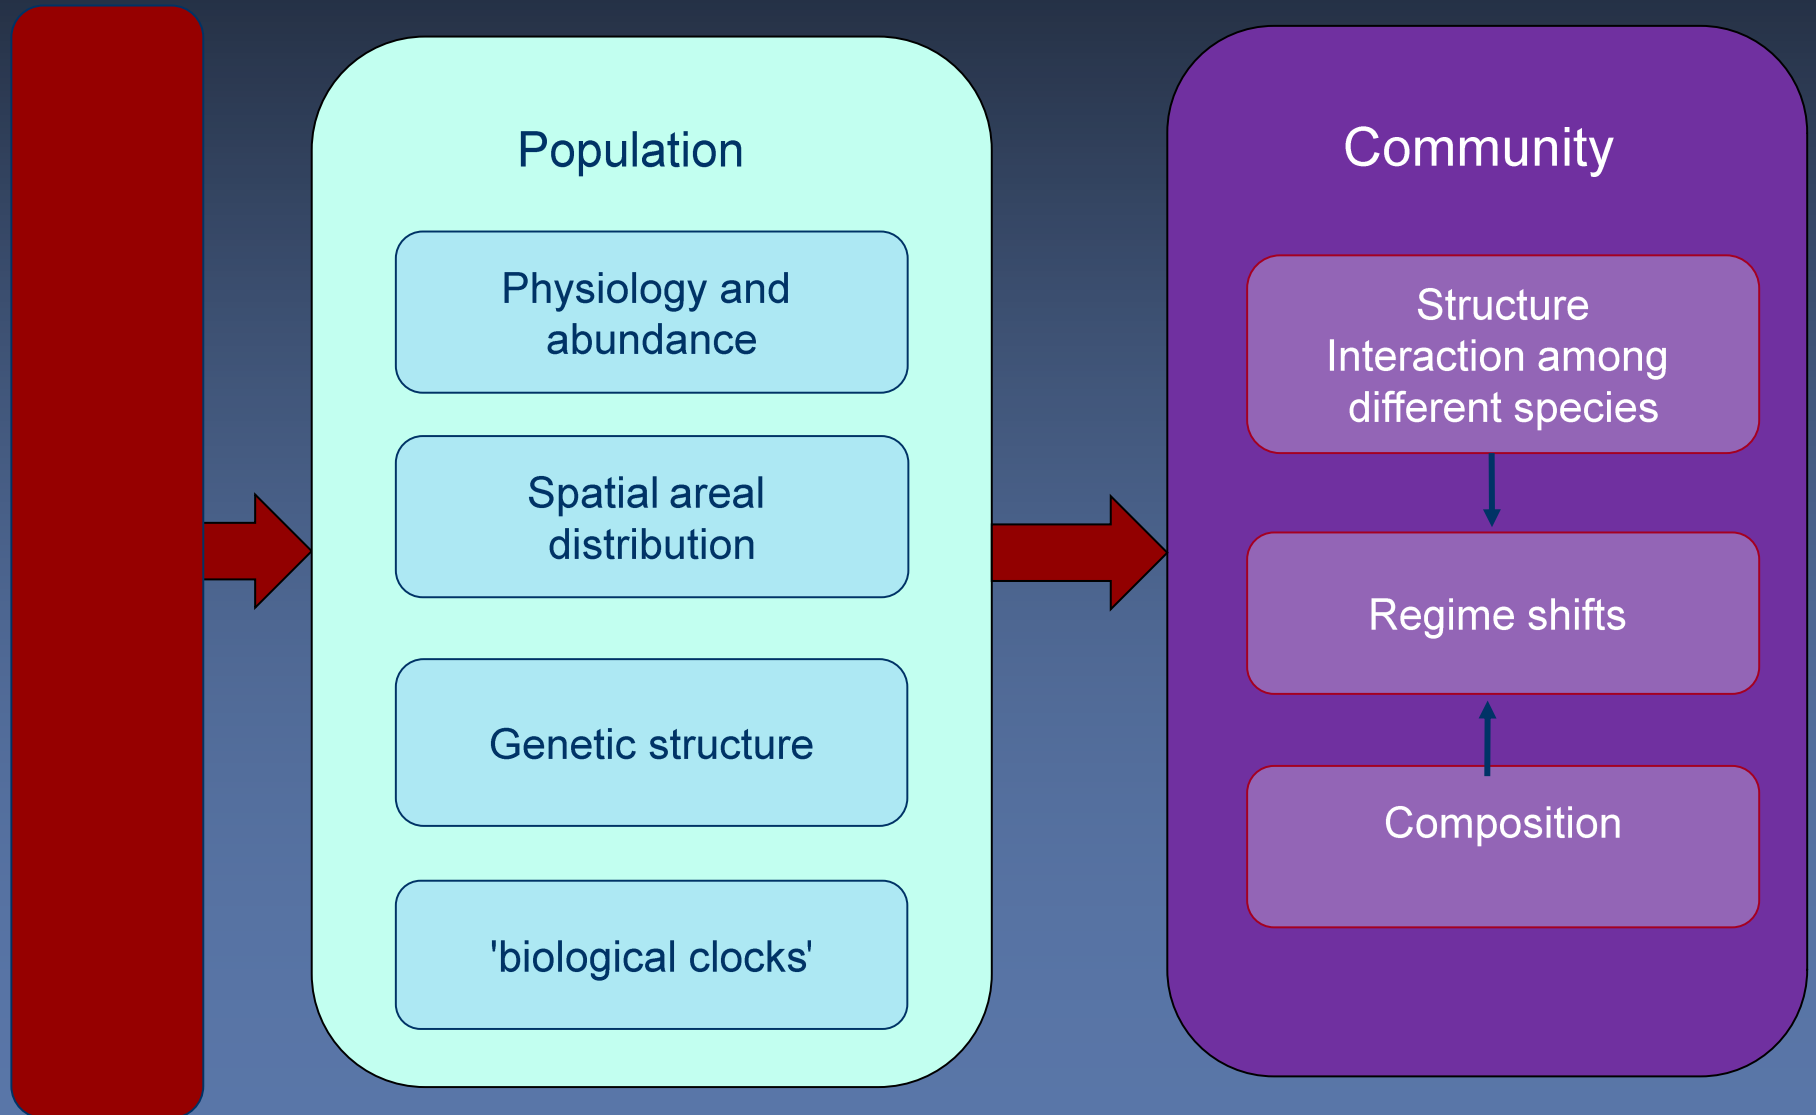 Population
Physiology and
abundance
Spatial areal
distribution
Genetic structure
'biological clocks'
Community
Structure
Interaction among
different species
Regime shifts
Composition